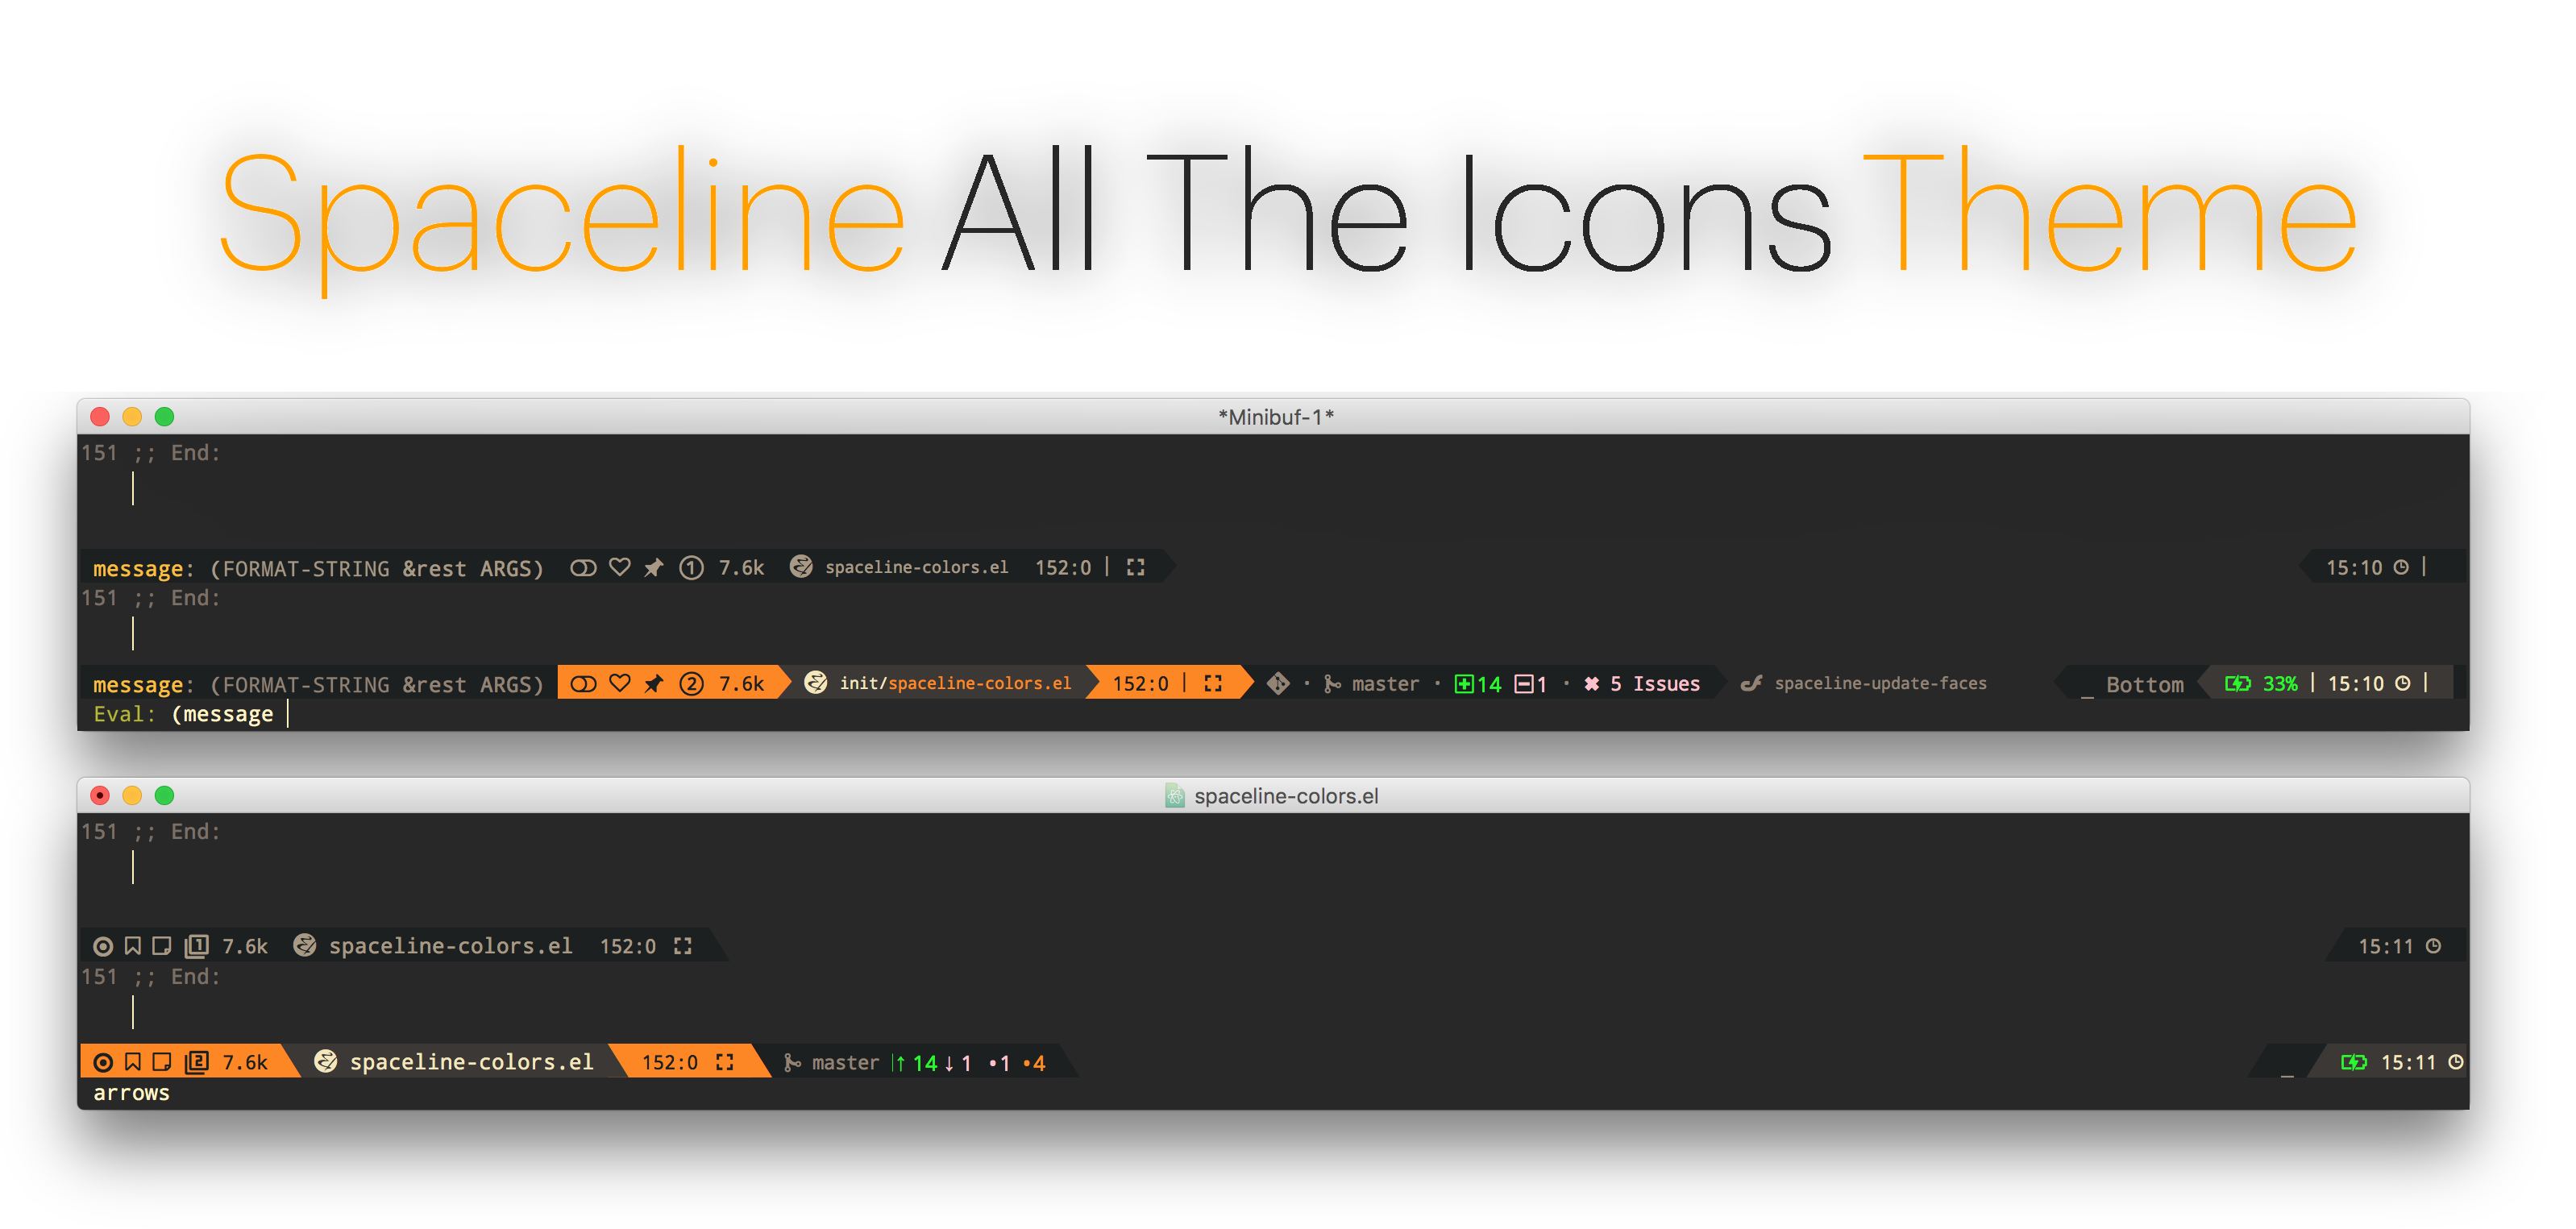 Spaceline All The Icons Theme
*Minibuf-1*
151 ;; End:
message: (FORMAT-STRING &rest ARGS) 1 7.6k spaceline-colors.el 152:0 | 15:10 |
151 ;; End:
message: (FORMAT-STRING &rest ARGS) 2 7.6k init/spaceline-colors.el 152:0 | · master · 14 1 · ✖ 5 Issues spaceline-update-faces _ Bottom 33% | 15:10 |
Eval: (message
spaceline-colors.el
151 ;; End:
1 7.6k spaceline-colors.el 152:0 15:11
151 ;; End:
2 7.6k spaceline-colors.el 152:0 master |↑ 14 ↓ 1 •1 •4 _ 15:11
arrows